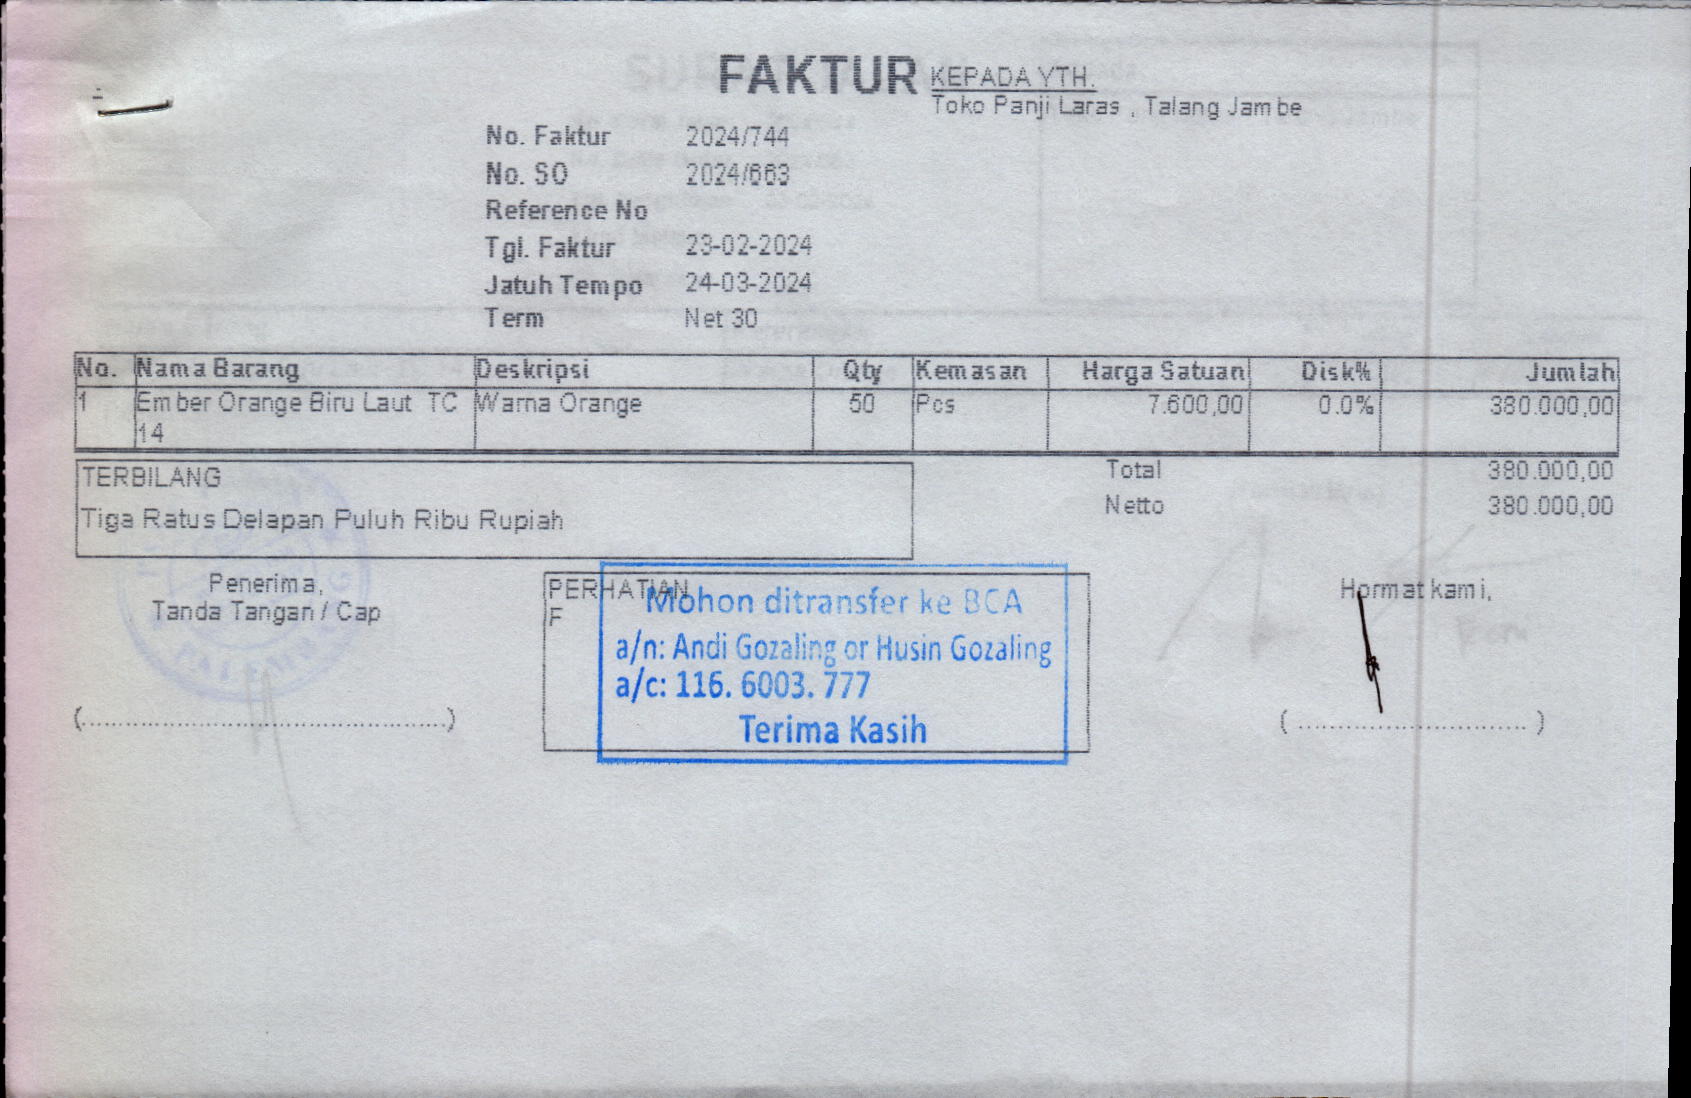 FAKTUR
KEPADA YTH.
Toko Panji Laras , Talang Jambe
No. Faktur 2024/744
No. SO 2024/663
Reference No
Tgl. Faktur 23-02-2024
Jatuh Tempo 24-03-2024
Term Net 30
No. Nama Barang Deskripsi Qty Kemasan Harga Satuan Disk% Jumlah
1 Ember Orange Biru Laut TC Warna Orange 50 Pcs 7.600,00 0.0% 380.000,00
14
TERBILANG
Tiga Ratus Delapan Puluh Ribu Rupiah
Total 380.000,00
Netto 380.000,00
Penerima,
Tanda Tangan / Cap
(.................................................)
PERHATIAN
F
Mohon ditransfer ke BCA
a/n: Andi Gozaling or Husin Gozaling
a/c: 116. 6003. 777
Terima Kasih
Hormat kami,
( ............................... )